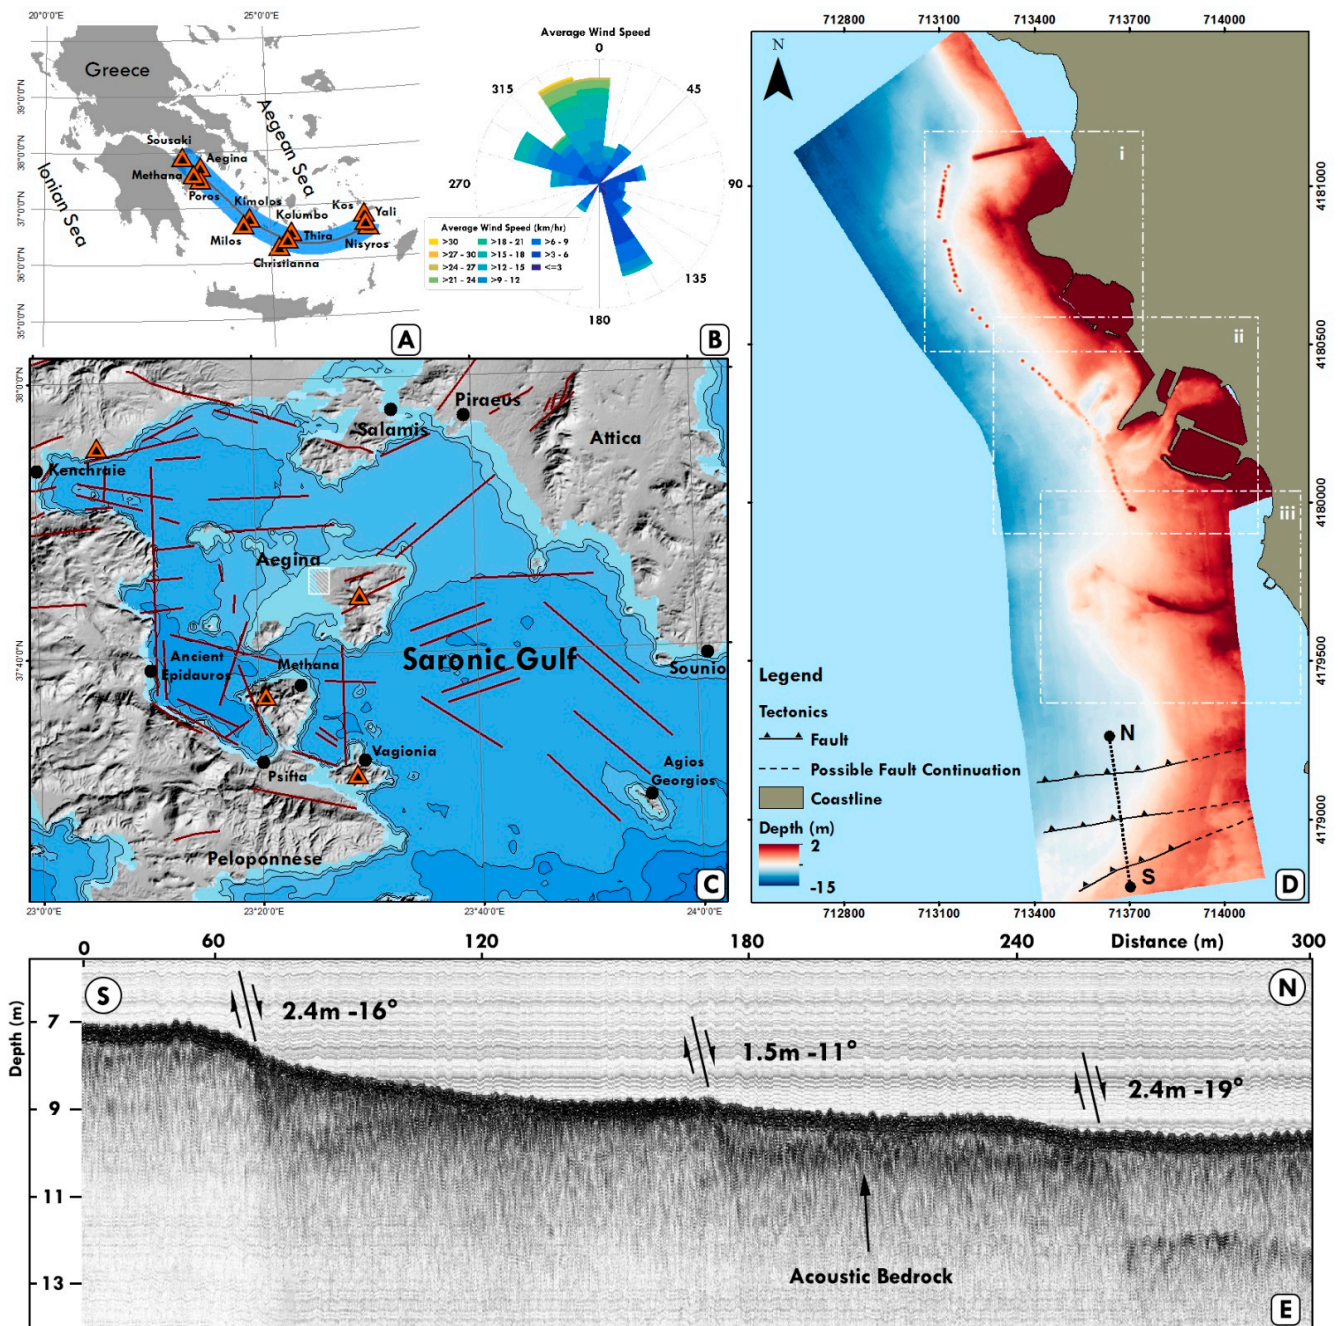 20°0'0"E
25°0'0"E
Greece
39°0'0"N
38°0'0"N
37°0'0"N
36°0'0"N
35°0'0"N
Aegean Sea
Ionian Sea
Sousaki
Aegina
Methana
Poros
Kimolos
Kolumbo
Kos
Yali
Milos
Thira
Nisyros
Christianna
A
Average Wind Speed
0
315
45
270
90
135
180
Average Wind Speed (km/hr)
>30
>27 - 30
>24 - 27
>21 - 24
>18 - 21
>15 - 18
>12 - 15
>9 - 12
>6 - 9
>3 - 6
<=3
B
38°0'0"N
37°40'0"N
Piraeus
Salamis
Attica
Kenchraie
Aegina
Saronic Gulf
Ancient
Epidauros
Methana
Sounio
Vagionia
Psifta
Agios
Georgios
Peloponnese
C
23°0'0"E
23°20'0"E
23°40'0"E
24°0'0"E
712800
713100
713400
713700
714000
N
i
ii
iii
4181000
4180500
4180000
4179500
4179000
Legend
Tectonics
Fault
Possible Fault Continuation
Coastline
Depth (m)
2
-15
N
S
D
712800
713100
713400
713700
714000
0
60
120
180
240
Distance (m)
300
S
N
Depth (m)
7
9
11
13
2.4m -16°
1.5m -11°
2.4m -19°
Acoustic Bedrock
E